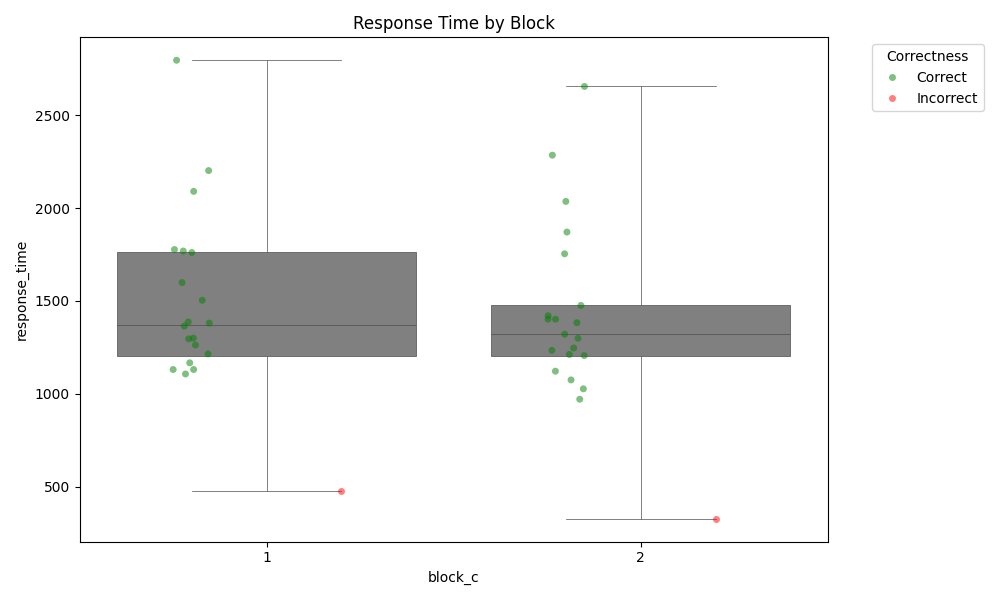 Response Time by Block
Correctness
Correct
Incorrect
response_time
2500
2000
1500
1000
500
1
2
block_c